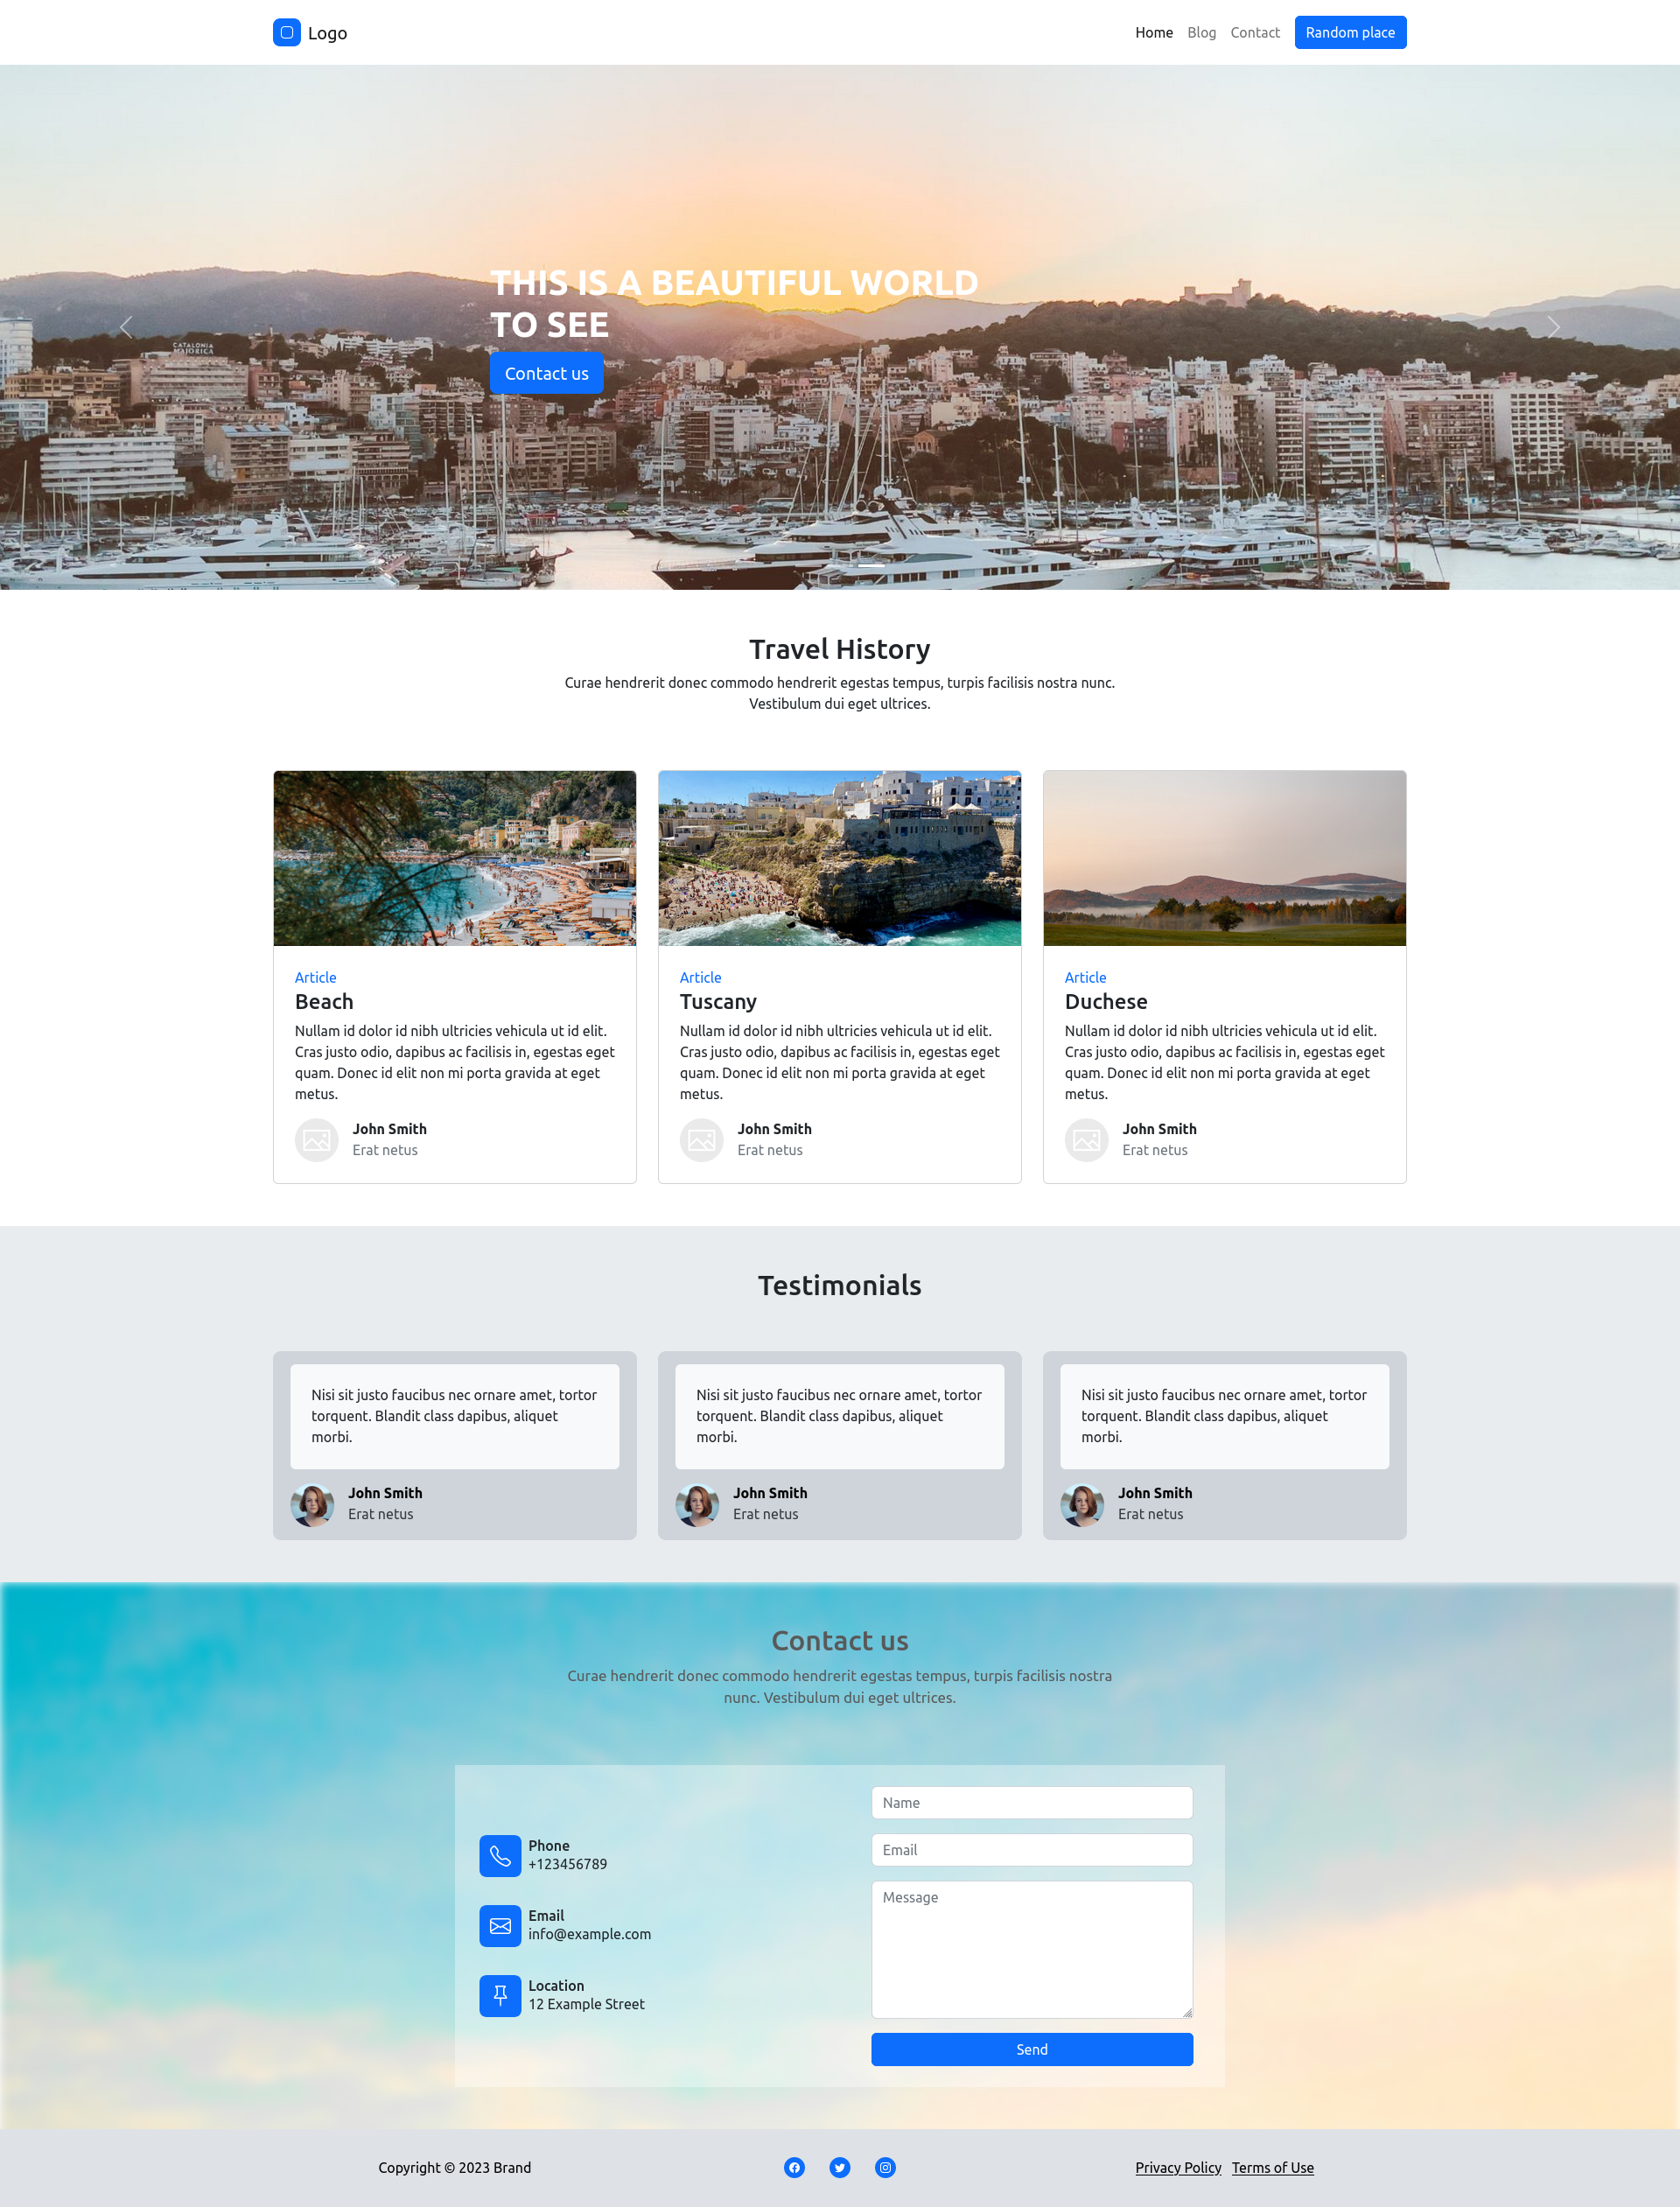 Logo
Home Blog Contact Random place
THIS IS A BEAUTIFUL WORLD
TO SEE
CATALONIA
MAJORICA
Contact us
Travel History
Curae hendrerit donec commodo hendrerit egestas tempus, turpis facilisis nostra nunc.
Vestibulum dui eget ultrices.
Article
Beach
Nullam id dolor id nibh ultricies vehicula ut id elit.
Cras justo odio, dapibus ac facilisis in, egestas eget
quam. Donec id elit non mi porta gravida at eget
metus.
John Smith
Erat netus
Article
Tuscany
Nullam id dolor id nibh ultricies vehicula ut id elit.
Cras justo odio, dapibus ac facilisis in, egestas eget
quam. Donec id elit non mi porta gravida at eget
metus.
John Smith
Erat netus
Article
Duchese
Nullam id dolor id nibh ultricies vehicula ut id elit.
Cras justo odio, dapibus ac facilisis in, egestas eget
quam. Donec id elit non mi porta gravida at eget
metus.
John Smith
Erat netus
Testimonials
Nisi sit justo faucibus nec ornare amet, tortor
torquent. Blandit class dapibus, aliquet
morbi.
John Smith
Erat netus
Nisi sit justo faucibus nec ornare amet, tortor
torquent. Blandit class dapibus, aliquet
morbi.
John Smith
Erat netus
Nisi sit justo faucibus nec ornare amet, tortor
torquent. Blandit class dapibus, aliquet
morbi.
John Smith
Erat netus
Contact us
Curae hendrerit donec commodo hendrerit egestas tempus, turpis facilisis nostra
nunc. Vestibulum dui eget ultrices.
Phone
+123456789
Email
info@example.com
Location
12 Example Street
Name
Email
Message
Send
Copyright © 2023 Brand
Privacy Policy Terms of Use